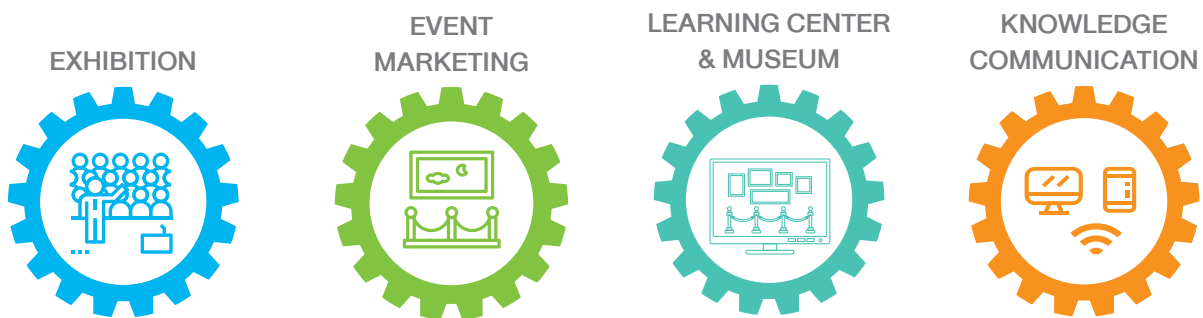 EXHIBITION
EVENT
MARKETING
LEARNING CENTER
& MUSEUM
KNOWLEDGE
COMMUNICATION